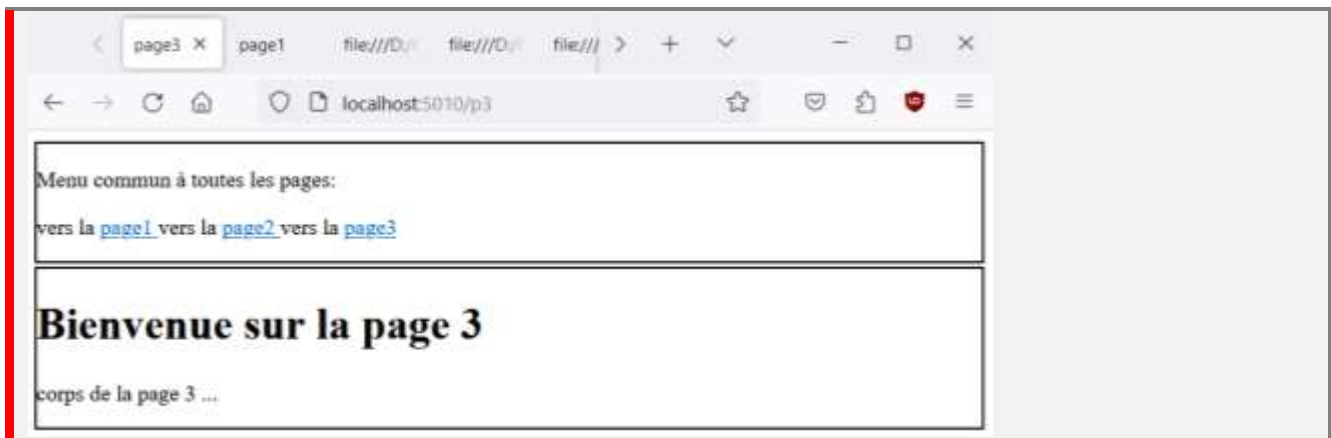 page3 page1 file:///D:/ file:///D:/ file:///
localhost:5010/p3
Menu commun à toutes les pages:
vers la page1 vers la page2 vers la page3
Bienvenue sur la page 3
corps de la page 3 ...